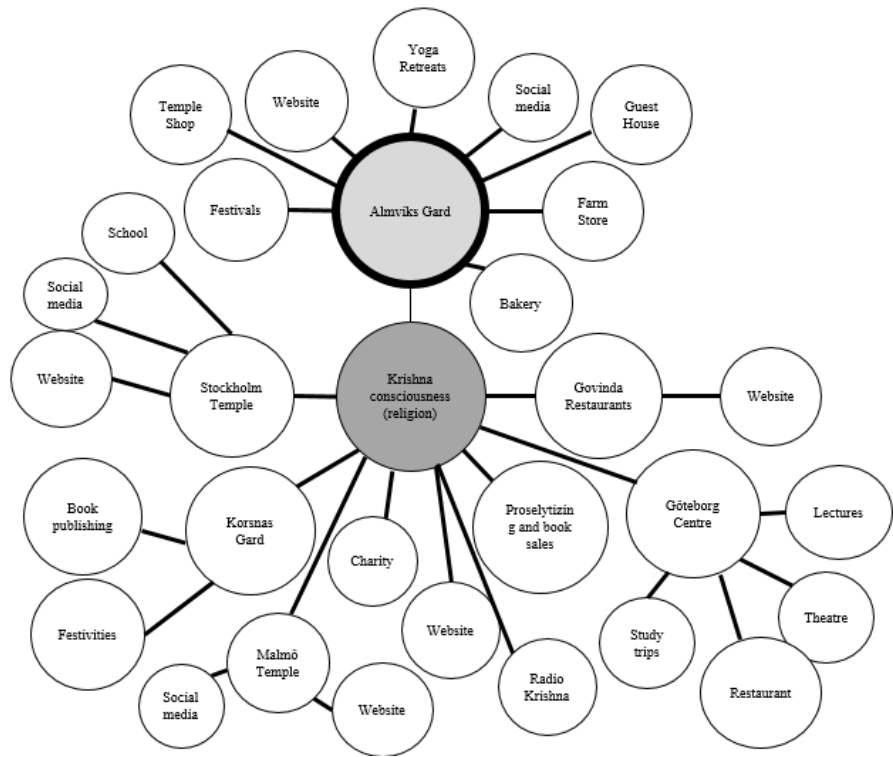 Yoga
Retreats
Website
Social
media
Temple
Shop
Guest
House
Festivals
Almviks Gard
Farm
Store
School
Bakery
Social
media
Website
Stockholm
Temple
Krishna
consciousness
(religion)
Govinda
Restaurants
Website
Book
publishing
Korsnas
Gard
Charity
Proselytizin
g and book
sales
Göteborg
Centre
Lectures
Festivities
Malmö
Temple
Website
Radio
Krishna
Study
trips
Theatre
Restaurant
Social
media
Website